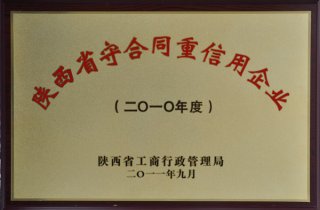 陕西省守合同重信用企业
（二〇一〇年度）
陕西省工商行政管理局
二〇一一年九月